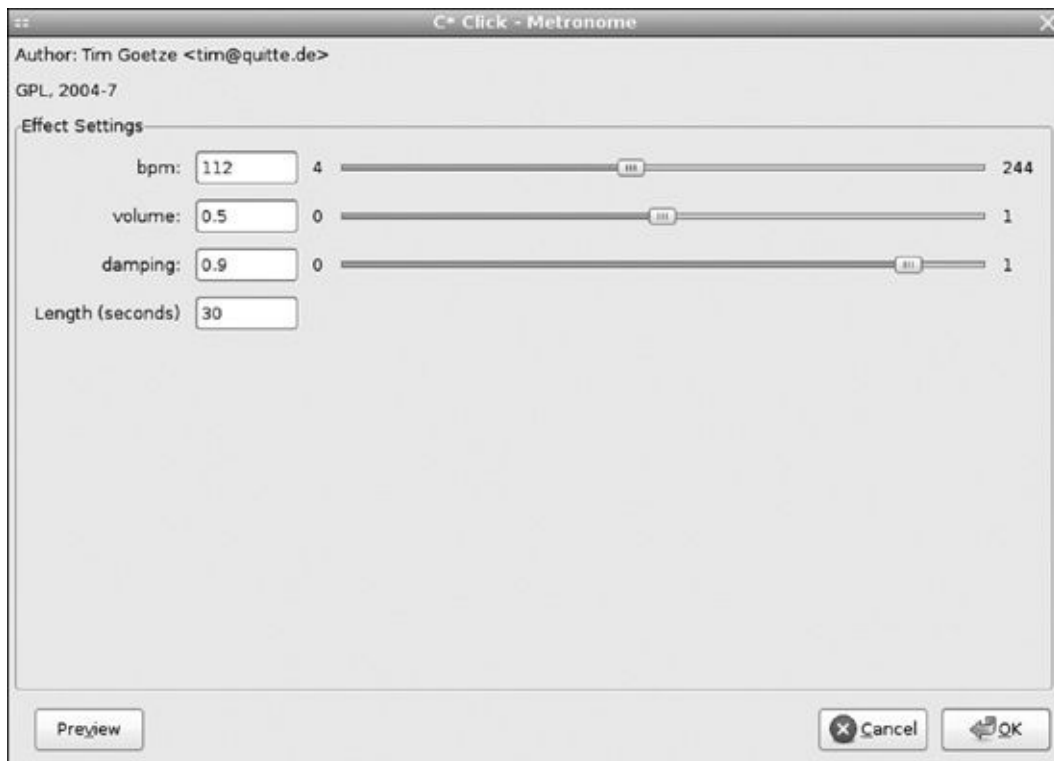 C* Click - Metronome
Author: Tim Goetze <tim@quitte.de>
GPL, 2004-7
Effect Settings
bpm: 112 4 244
volume: 0.5 0 1
damping: 0.9 0 1
Length (seconds) 30
Preview Cancel OK